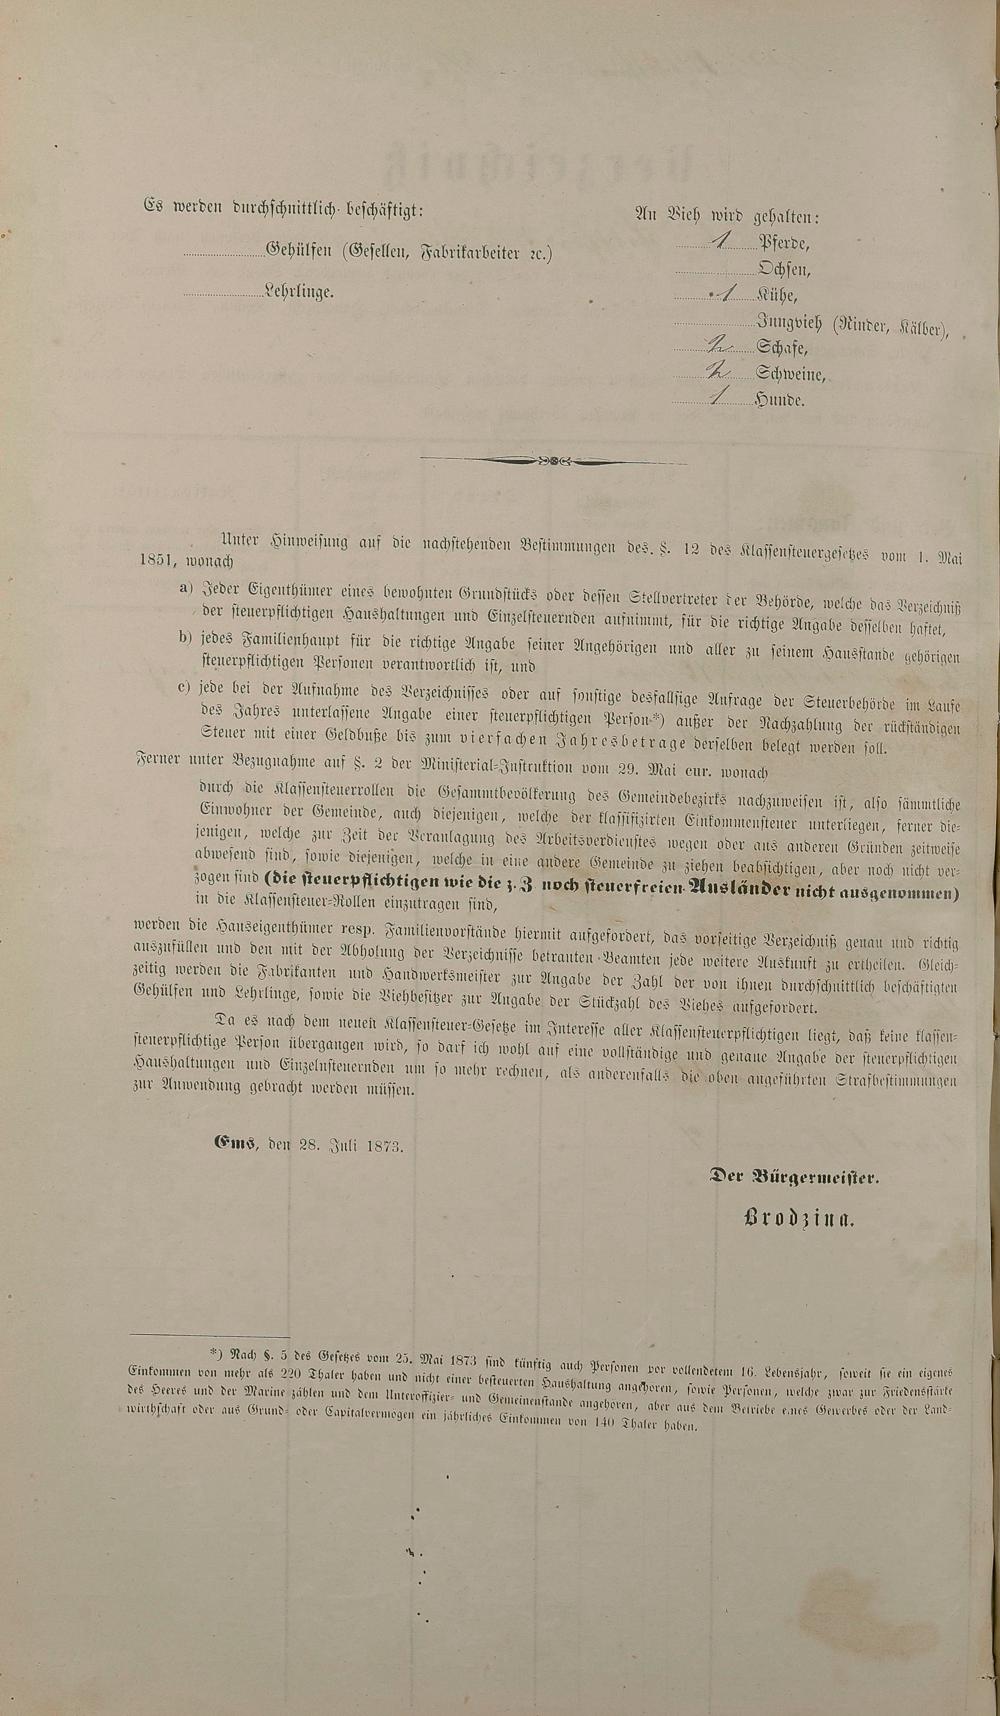 Es werden durchschnittlich beschäftigt:
Gehülfen (Gesellen, Fabrikarbeiter ꝛc.)
Lehrlinge.
An Vieh wird gehalten:
1 Pferde,
Ochsen,
1 Kühe,
Jungvieh (Rinder, Kälber),
2 Schafe,
2 Schweine,
1 Hunde.
Unter Hinweisung auf die nachstehenden Bestimmungen des §. 12 des Klassensteuergesetzes vom 1. Mai
1851, wonach
a) Jeder Eigenthümer eines bewohnten Grundstücks oder dessen Stellvertreter der Behörde, welche das Verzeichniß
der steuerpflichtigen Haushaltungen und Einzelsteuernden aufnimmt, für die richtige Angabe desselben haftet,
b) jedes Familienhaupt für die richtige Angabe seiner Angehörigen und aller zu seinem Hausstande gehörigen
steuerpflichtigen Personen verantwortlich ist, und
c) jede bei der Aufnahme des Verzeichnisses oder auf sonstige desfallsige Anfrage der Steuerbehörde im Laufe
des Jahres unterlassene Angabe einer steuerpflichtigen Person *) außer der Nachzahlung der rückständigen
Steuer mit einer Geldbuße bis zum vierfachen Jahresbetrage derselben belegt werden soll.
Ferner unter Bezugnahme auf §. 2 der Ministerial-Instruktion vom 29. Mai cur. wonach
durch die Klassensteuerrollen die Gesammtbevölkerung des Gemeindebezirks nachzuweisen ist, also sämmtliche
Einwohner der Gemeinde, auch diejenigen, welche der klassifizirten Einkommensteuer unterliegen, ferner die-
jenigen, welche zur Zeit der Veranlagung des Arbeitsverdienstes wegen oder aus anderen Gründen zeitweise
abwesend sind, sowie diejenigen, welche in eine andere Gemeinde zu ziehen beabsichtigen, aber noch nicht ver-
zogen sind (die steuerpflichtigen wie die z. Z noch steuerfreien Ausländer nicht ausgenommen)
in die Klassensteuer-Rollen einzutragen sind,
werden die Hauseigenthümer resp. Familienvorstände hiermit aufgefordert, das vorseitige Verzeichniß genau und richtig
auszufüllen und den mit der Abholung der Verzeichnisse betrauten Beamten jede weitere Auskunft zu ertheilen. Gleich-
zeitig werden die Fabrikanten und Handwerksmeister zur Angabe der Zahl der von ihnen durchschnittlich beschäftigten
Gehülfen und Lehrlinge, sowie die Viehbesitzer zur Angabe der Stückzahl des Viehes aufgefordert.
Da es nach dem neuen Klassensteuer-Gesetze im Interesse aller Klassensteuerpflichtigen liegt, daß keine klassen-
steuerpflichtige Person übergangen wird, so darf ich wohl auf eine vollständige und genaue Angabe der steuerpflichtigen
Haushaltungen und Einzelnsteuernden um so mehr rechnen, als anderenfalls die oben angeführten Strafbestimmungen
zur Anwendung gebracht werden müssen.
Ems, den 28. Juli 1873.
Der Bürgermeister.
Brodzina.
*) Nach §. 5 des Gesetzes vom 25. Mai 1873 sind künftig auch Personen vor vollendetem 16. Lebensjahr, soweit sie ein eigenes
Einkommen von mehr als 220 Thaler haben und nicht einer besteuerten Haushaltung angehören, sowie Personen, welche zwar zur Friedensstärke
des Heeres und der Marine zählen und dem Unteroffizier- und Gemeinenstande angehören, aber aus dem Betriebe eines Gewerbes oder der Land-
wirthschaft oder aus Grund- oder Capitalvermögen ein jährliches Einkommen von 140 Thaler haben.